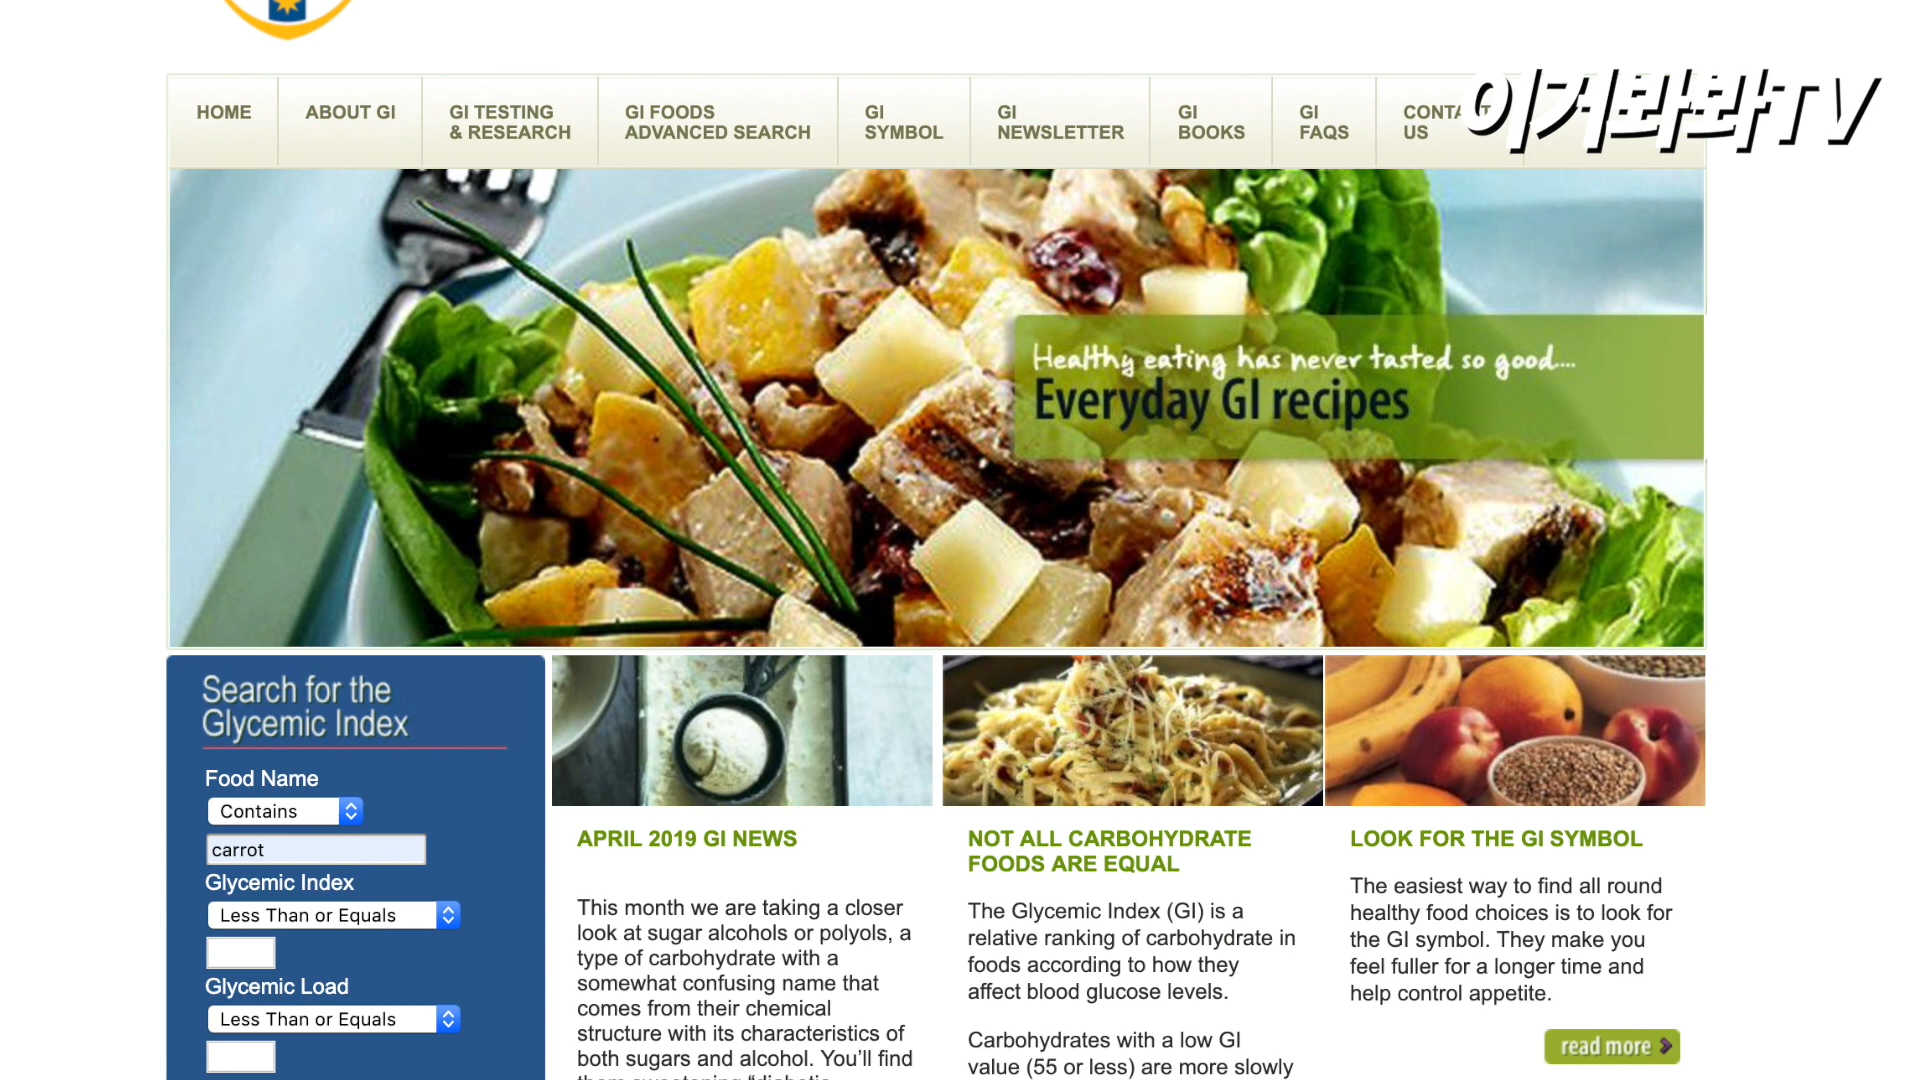 HOME
ABOUT GI
GI TESTING
& RESEARCH
GI FOODS
ADVANCED SEARCH
GI
SYMBOL
GI
NEWSLETTER
GI
BOOKS
GI
FAQS
CONTACT
US
이거봐봐TV
Healthy eating has never tasted so good....
Everyday GI recipes
Search for the
Glycemic Index
Food Name
Contains
carrot
Glycemic Index
Less Than or Equals
Glycemic Load
Less Than or Equals
APRIL 2019 GI NEWS
This month we are taking a closer
look at sugar alcohols or polyols, a
type of carbohydrate with a
somewhat confusing name that
comes from their chemical
structure with its characteristics of
both sugars and alcohol. You’ll find
NOT ALL CARBOHYDRATE
FOODS ARE EQUAL
The Glycemic Index (GI) is a
relative ranking of carbohydrate in
foods according to how they
affect blood glucose levels.
Carbohydrates with a low GI
value (55 or less) are more slowly
LOOK FOR THE GI SYMBOL
The easiest way to find all round
healthy food choices is to look for
the GI symbol. They make you
feel fuller for a longer time and
help control appetite.
read more